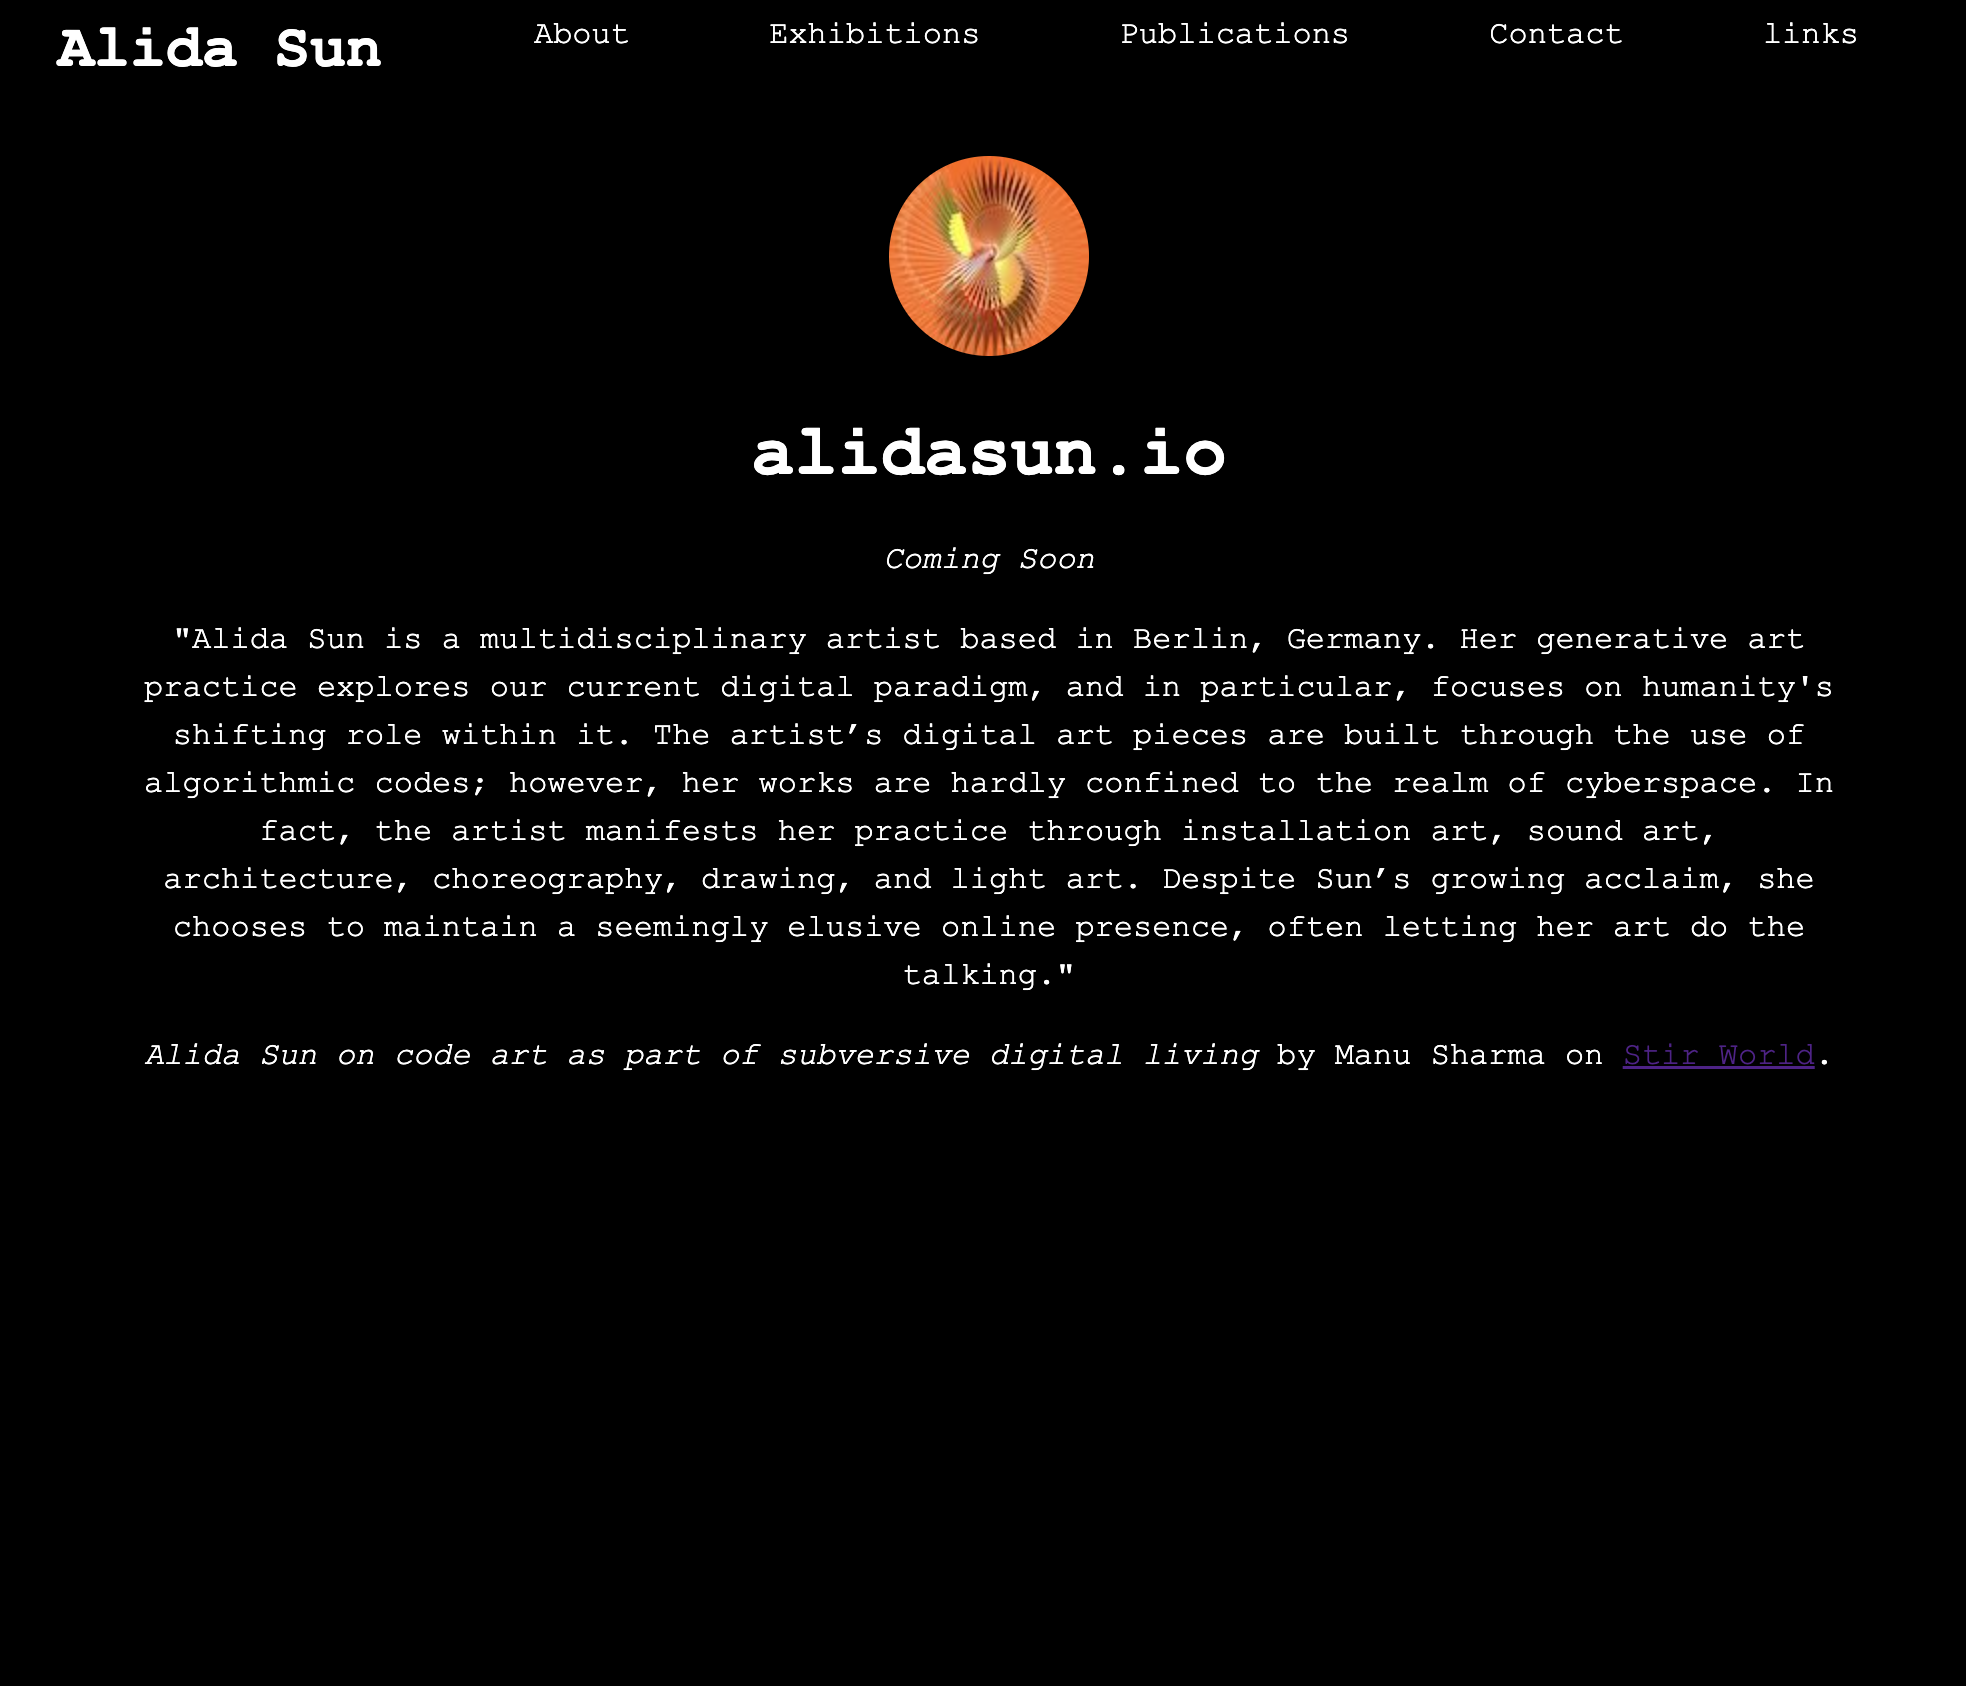 Alida Sun
About
Exhibitions
Publications
Contact
links
alidasun.io
Coming Soon
"Alida Sun is a multidisciplinary artist based in Berlin, Germany. Her generative art
practice explores our current digital paradigm, and in particular, focuses on humanity's
shifting role within it. The artist’s digital art pieces are built through the use of
algorithmic codes; however, her works are hardly confined to the realm of cyberspace. In
fact, the artist manifests her practice through installation art, sound art,
architecture, choreography, drawing, and light art. Despite Sun’s growing acclaim, she
chooses to maintain a seemingly elusive online presence, often letting her art do the
talking."
Alida Sun on code art as part of subversive digital living by Manu Sharma on Stir World.